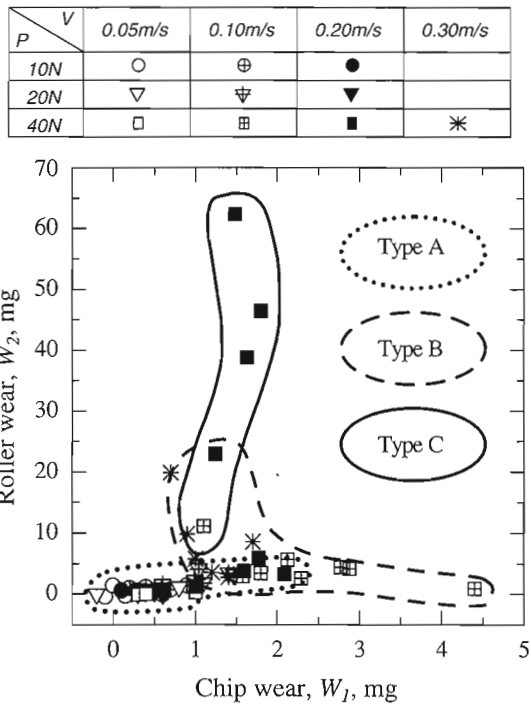 V
P
0.05m/s 0.10m/s 0.20m/s 0.30m/s
10N
20N
40N
70
60
50
40
30
20
10
0
Roller wear, W2, mg
Type A
Type B
Type C
0 1 2 3 4 5
Chip wear, W1, mg